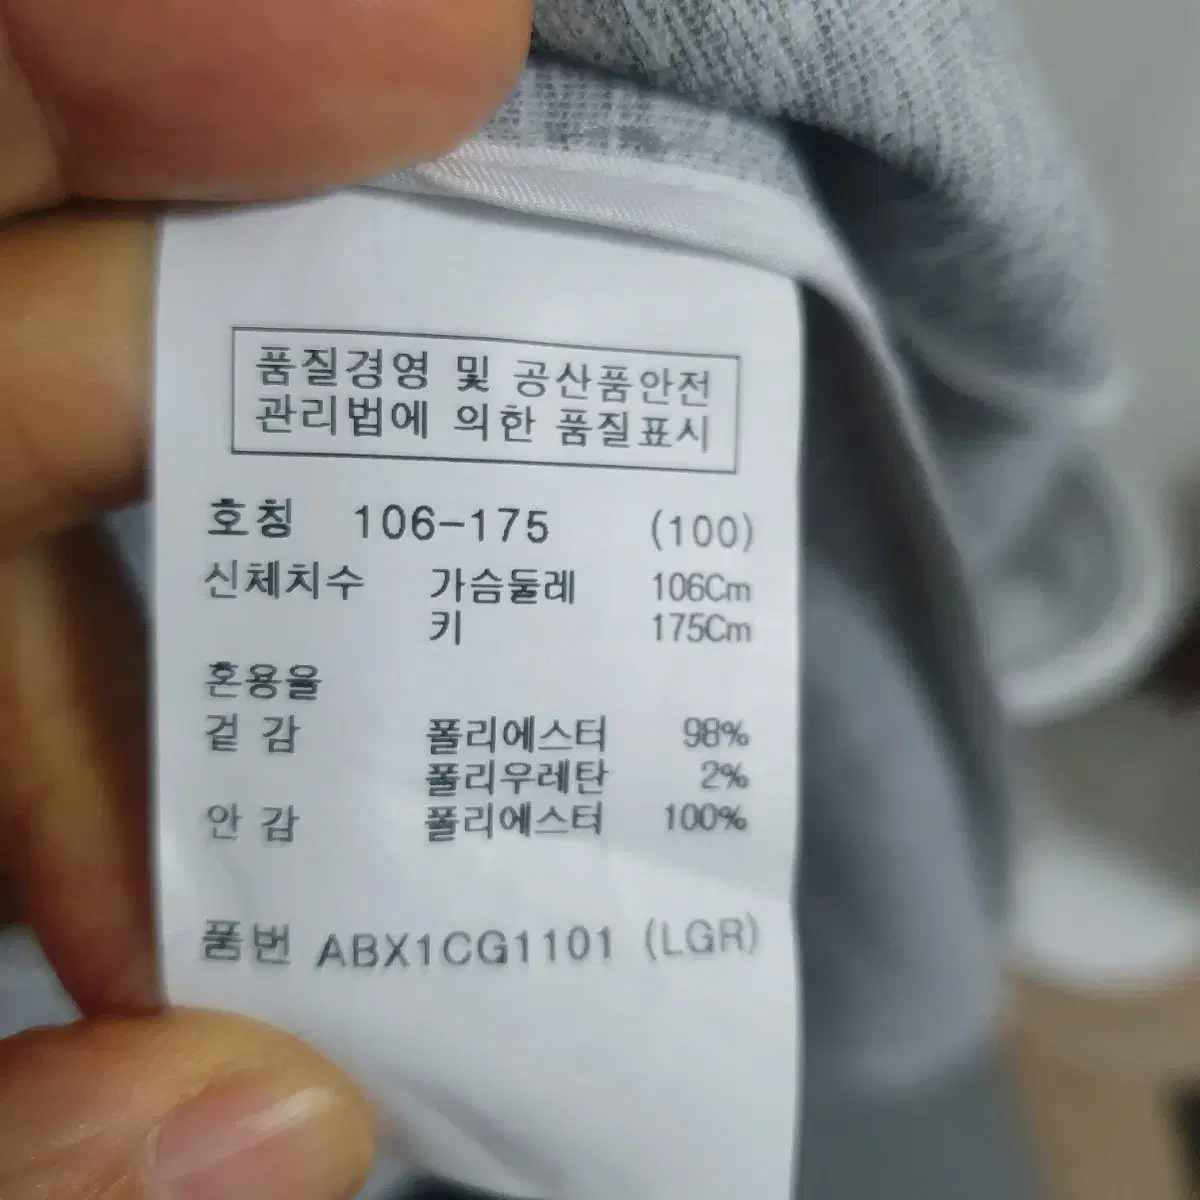 품질경영 및 공산품안전
관리법에 의한 품질표시
호칭 106-175 (100)
신체치수 가슴둘레 106Cm
키 175Cm
혼용율
겉 감 폴리에스터 98%
폴리우레탄 2%
안 감 폴리에스터 100%
품번 ABX1CG1101 (LGR)